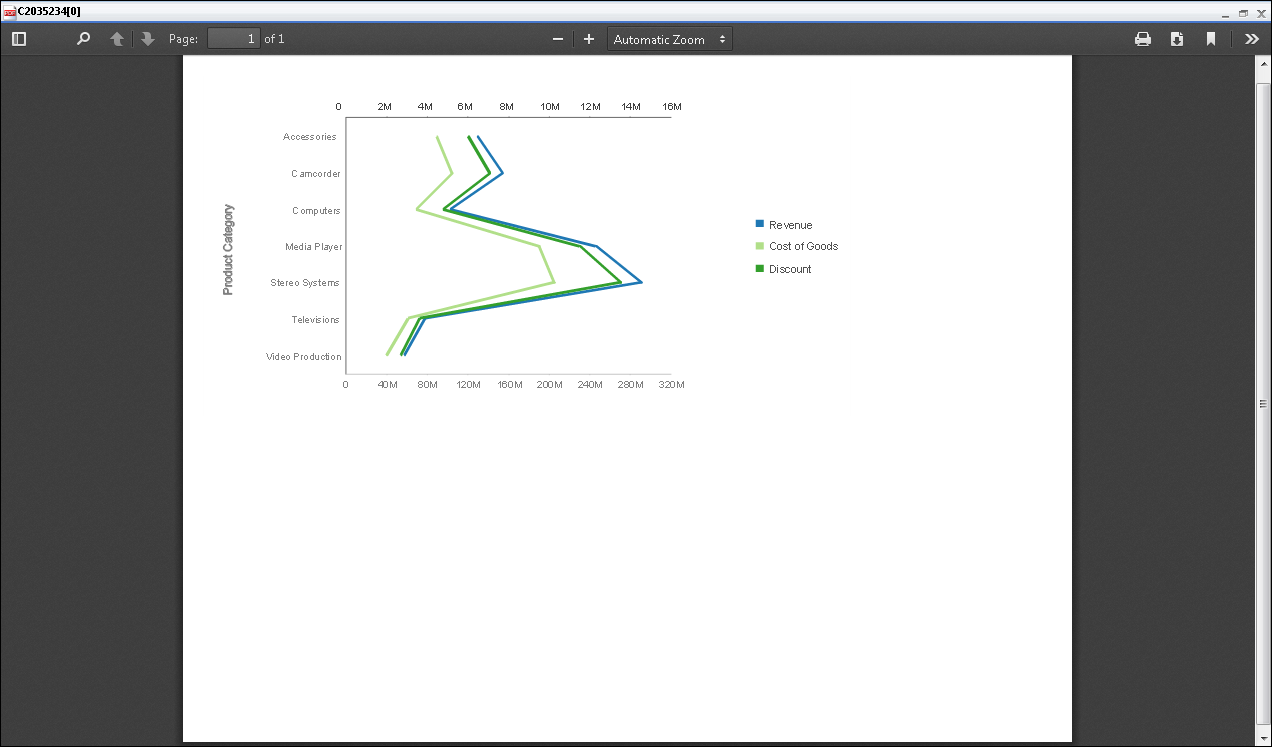 C2035234[0]
Page: 1 of 1 Automatic Zoom
0 2M 4M 6M 8M 10M 12M 14M 16M
Accessories
Camcorder
Computers
Media Player
Stereo Systems
Televisions
Video Production
Product Category
0 40M 80M 120M 160M 200M 240M 280M 320M
Revenue
Cost of Goods
Discount